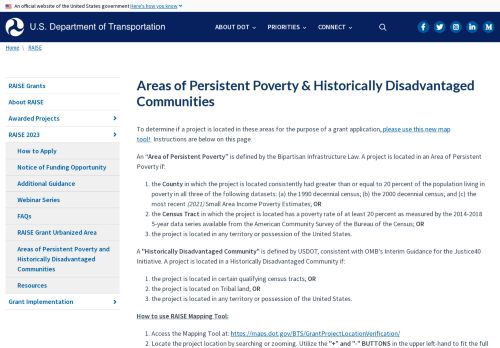 An official website of the United States government Here's how you know
U.S. Department of Transportation
ABOUT DOT
PRIORITIES
CONNECT
Home \ RAISE
RAISE Grants
About RAISE
Awarded Projects
RAISE 2023
How to Apply
Notice of Funding Opportunity
Additional Guidance
Webinar Series
FAQs
RAISE Grant Urbanized Area
Areas of Persistent Poverty and
Historically Disadvantaged
Communities
Resources
Grant Implementation
Areas of Persistent Poverty & Historically Disadvantaged
Communities
To determine if a project is located in these areas for the purpose of a grant application, please use this new map
tool! Instructions are below on this page.
An "Area of Persistent Poverty" is defined by the Bipartisan Infrastructure Law. A project is located in an Area of Persistent
Poverty if:
1. the County in which the project is located consistently had greater than or equal to 20 percent of the population living in
poverty in all three of the following datasets: (a) the 1990 decennial census; (b) the 2000 decennial census; and (c) the
most recent (2021) Small Area Income Poverty Estimates; OR
2. the Census Tract in which the project is located has a poverty rate of at least 20 percent as measured by the 2014-2018
5-year data series available from the American Community Survey of the Bureau of the Census; OR
3. the project is located in any territory or possession of the United States.
A "Historically Disadvantaged Community" is defined by USDOT, consistent with OMB's Interim Guidance for the Justice40
Initiative. A project is located in a Historically Disadvantaged Community if:
1. the project is located in certain qualifying census tracts; OR
2. the project is located on Tribal land; OR
3. the project is located in any territory or possession of the United States.
How to use RAISE Mapping Tool:
1. Access the Mapping Tool at: https://maps.dot.gov/BTS/GrantProjectLocationVerification/
2. Locate the project location by searching or zooming. Utilize the "+" and "-" BUTTONS in the upper left-hand to fit the full